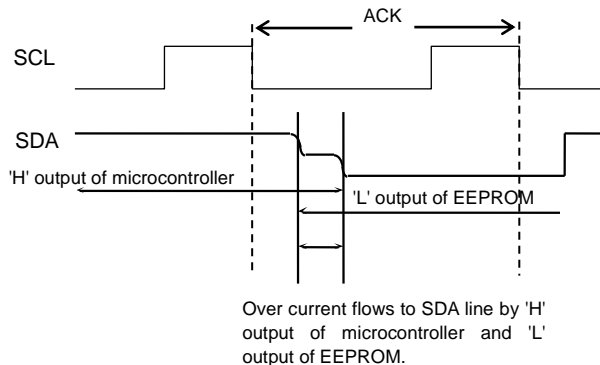 ACK
SCL
SDA
'H' output of microcontroller
'L' output of EEPROM
Over current flows to SDA line by 'H'
output of microcontroller and 'L'
output of EEPROM.